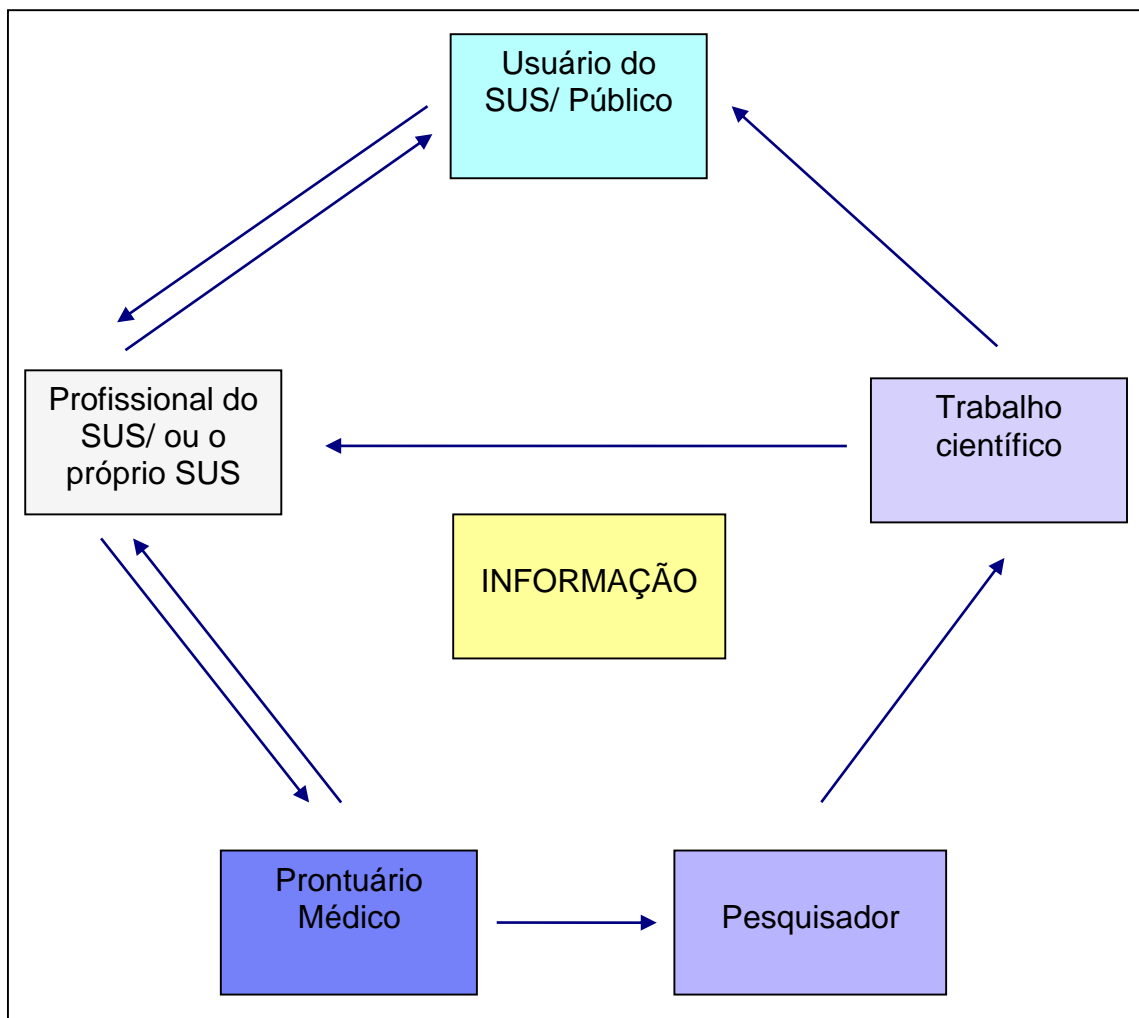 Usuário do
SUS/ Público
Profissional do
SUS/ ou o
próprio SUS
Trabalho
científico
INFORMAÇÃO
Prontuário
Médico
Pesquisador